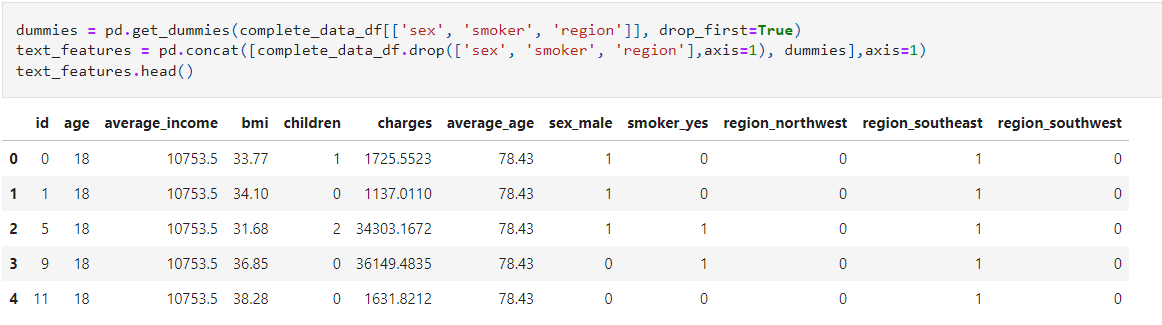 dummies = pd.get_dummies(complete_data_df[['sex', 'smoker', 'region']], drop_first=True)
text_features = pd.concat([complete_data_df.drop(['sex', 'smoker', 'region'],axis=1), dummies],axis=1)
text_features.head()
id age average_income bmi children charges average_age sex_male smoker_yes region_northwest region_southeast region_southwest
0 0 18 10753.5 33.77 1 1725.5523 78.43 1 0 0 1 0
1 1 18 10753.5 34.10 0 1137.0110 78.43 1 0 0 1 0
2 5 18 10753.5 31.68 2 34303.1672 78.43 1 1 0 1 0
3 9 18 10753.5 36.85 0 36149.4835 78.43 0 1 0 1 0
4 11 18 10753.5 38.28 0 1631.8212 78.43 0 0 0 1 0